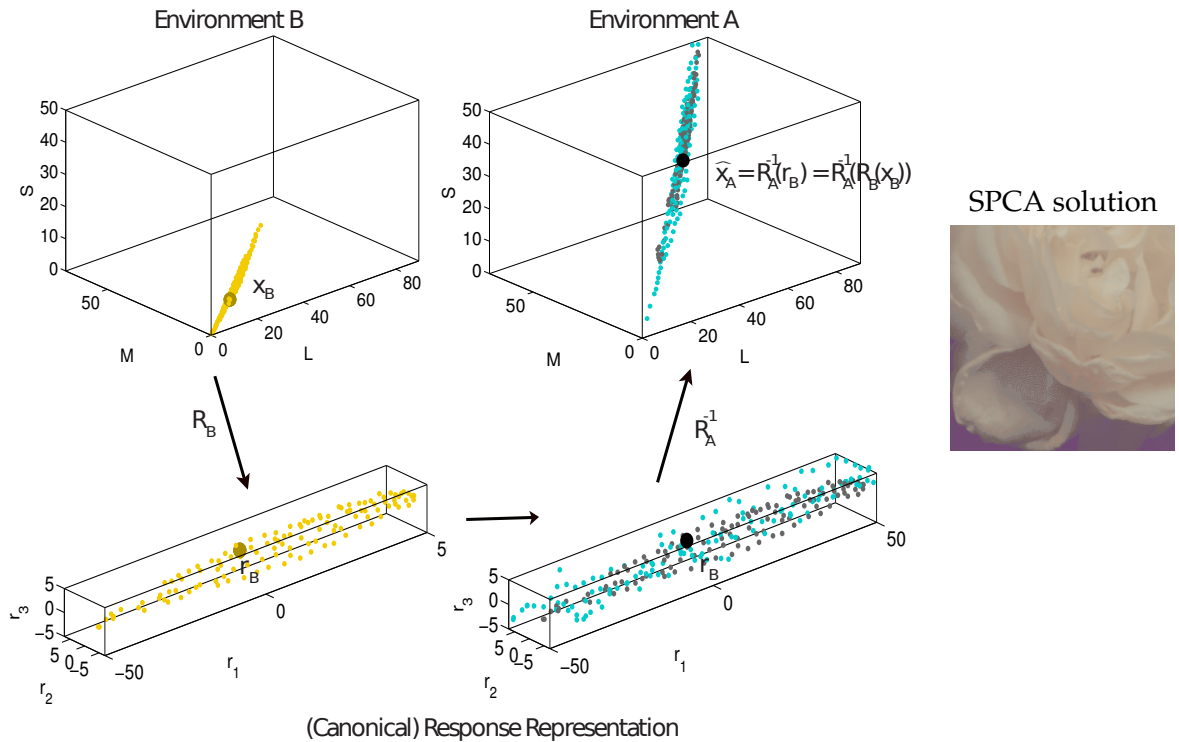 Environment B
Environment A
50
40
30
20
10
0
S
50
0
M
0
20
40
60
80
L
x_B
50
40
30
20
10
0
S
50
0
M
0
20
40
60
80
L
x̂_A = R_A^-1(r_B) = R_A^-1(R_B(x_B))
SPCA solution
R_B
R_A^-1
5
0
−5
r_3
5
0
−5
r_2
−50
0
5
r_1
r_B
5
0
−5
r_3
5
0
−5
r_2
−50
0
50
r_1
r_B
(Canonical) Response Representation